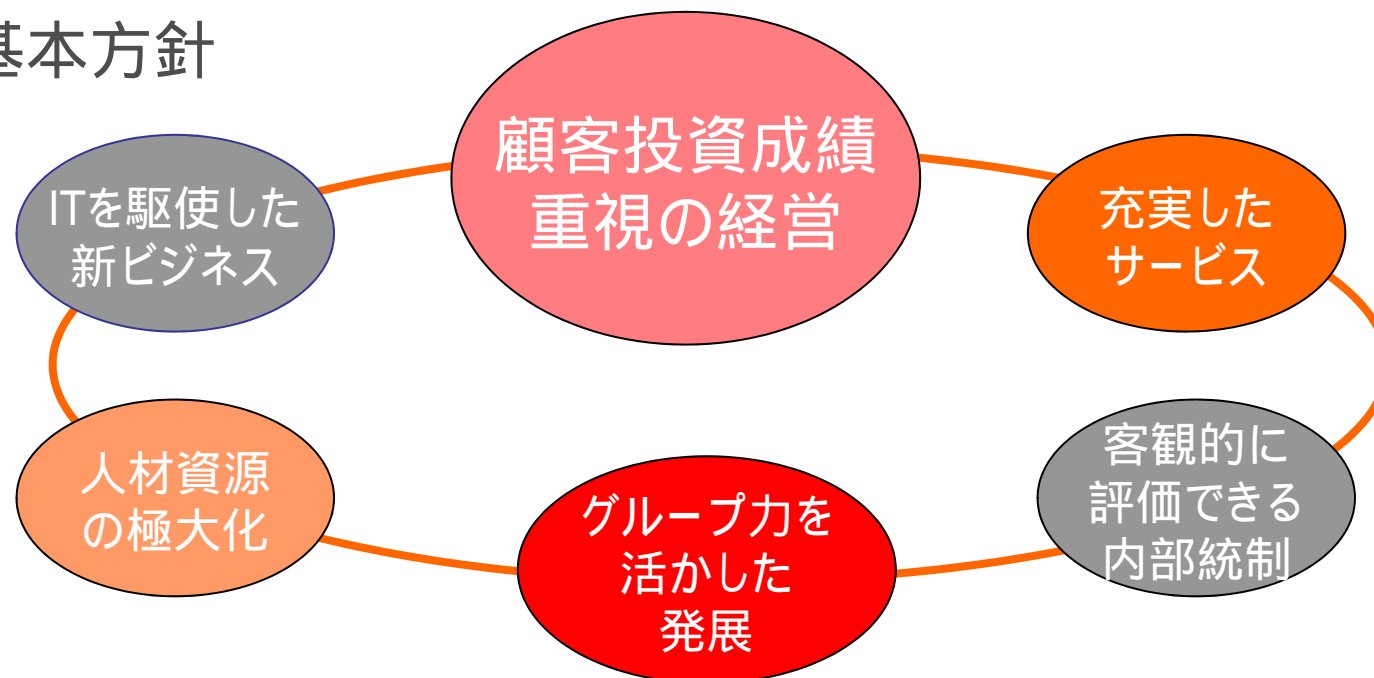 基本方針
顧客投資成績
重視の経営
ITを駆使した
新ビジネス
充実した
サービス
人材資源
の極大化
グループ力を
活かした
発展
客観的に
評価できる
内部統制